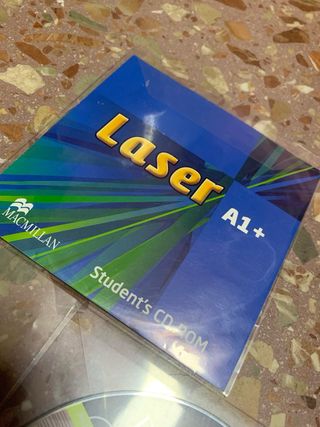 Laser
A1+
MACMILLAN
Student's CD-ROM